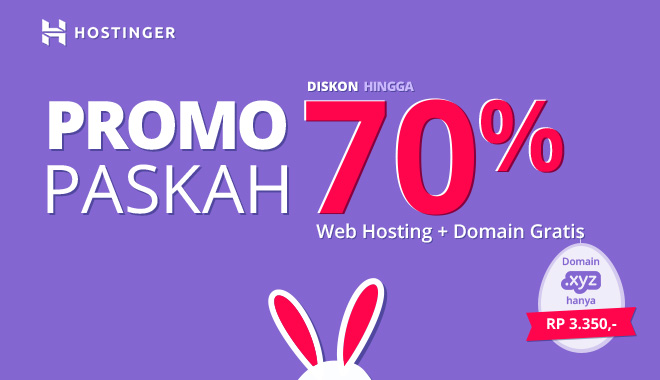 HOSTINGER
DISKON HINGGA
PROMO
PASKAH
70%
Web Hosting + Domain Gratis
Domain
.xyz
hanya
RP 3.350,-